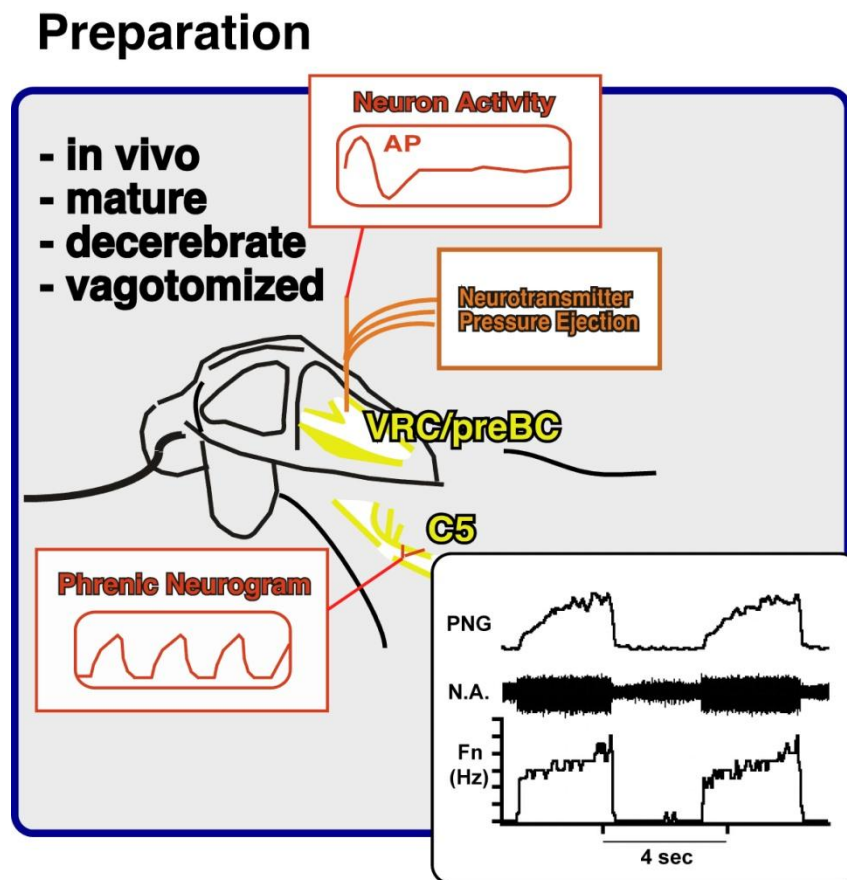 Preparation
Neuron Activity
AP
- in vivo
- mature
- decerebrate
- vagotomized
Neurotransmitter
Pressure Ejection
VRC/preBC
C5
Phrenic Neurogram
PNG
N.A.
Fn
(Hz)
4 sec